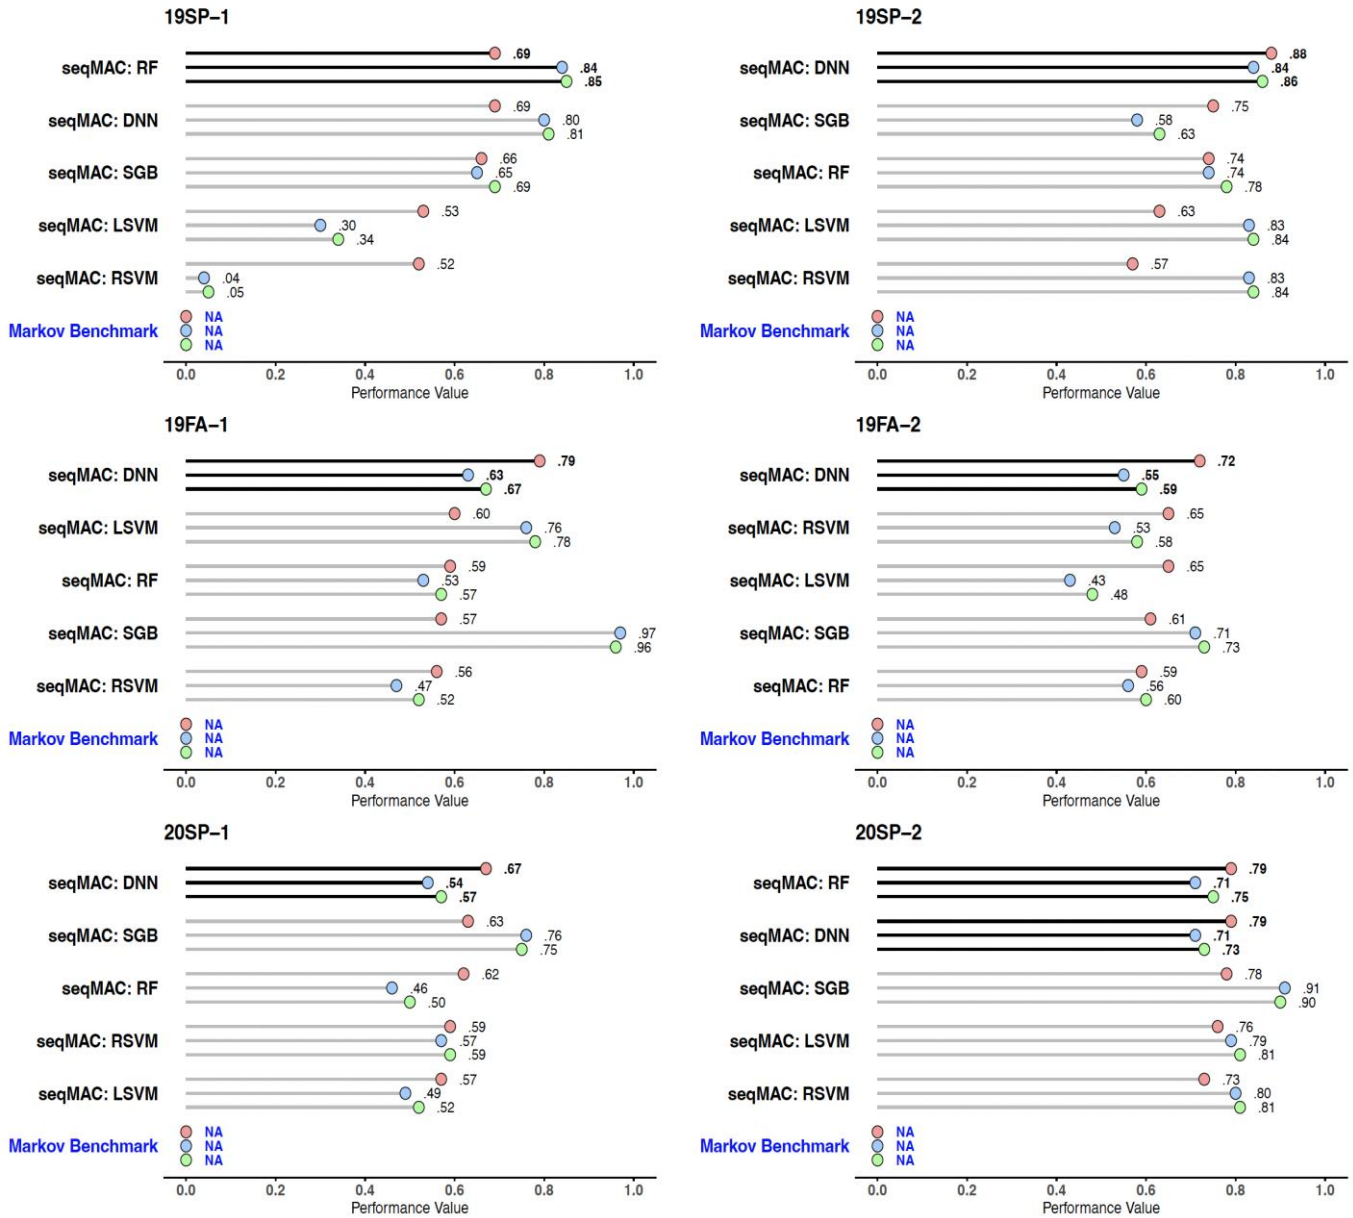 19SP–1
.69
seqMAC: RF
.84
.85
.69
seqMAC: DNN
.80
.81
.66
seqMAC: SGB
.65
.69
.53
seqMAC: LSVM
.30
.34
.52
seqMAC: RSVM
.04
.05
NA
Markov Benchmark
NA
NA
0.0 0.2 0.4 0.6 0.8 1.0
Performance Value
19SP–2
.88
seqMAC: DNN
.84
.86
.75
seqMAC: SGB
.58
.63
.74
seqMAC: RF
.74
.78
.63
seqMAC: LSVM
.83
.84
.57
seqMAC: RSVM
.83
.84
NA
Markov Benchmark
NA
NA
0.0 0.2 0.4 0.6 0.8 1.0
Performance Value
19FA–1
.79
seqMAC: DNN
.63
.67
.60
seqMAC: LSVM
.76
.78
.59
seqMAC: RF
.53
.57
.57
seqMAC: SGB
.97
.96
.56
seqMAC: RSVM
.47
.52
NA
Markov Benchmark
NA
NA
0.0 0.2 0.4 0.6 0.8 1.0
Performance Value
19FA–2
.72
seqMAC: DNN
.55
.59
.65
seqMAC: RSVM
.53
.58
.65
seqMAC: LSVM
.43
.48
.61
seqMAC: SGB
.71
.73
.59
seqMAC: RF
.56
.60
NA
Markov Benchmark
NA
NA
0.0 0.2 0.4 0.6 0.8 1.0
Performance Value
20SP–1
.67
seqMAC: DNN
.54
.57
.63
seqMAC: SGB
.76
.75
.62
seqMAC: RF
.46
.50
.59
seqMAC: RSVM
.57
.59
.57
seqMAC: LSVM
.49
.52
NA
Markov Benchmark
NA
NA
0.0 0.2 0.4 0.6 0.8 1.0
Performance Value
20SP–2
.79
seqMAC: RF
.71
.75
.79
seqMAC: DNN
.71
.73
.78
seqMAC: SGB
.91
.90
.76
seqMAC: LSVM
.79
.81
.73
seqMAC: RSVM
.80
.81
NA
Markov Benchmark
NA
NA
0.0 0.2 0.4 0.6 0.8 1.0
Performance Value